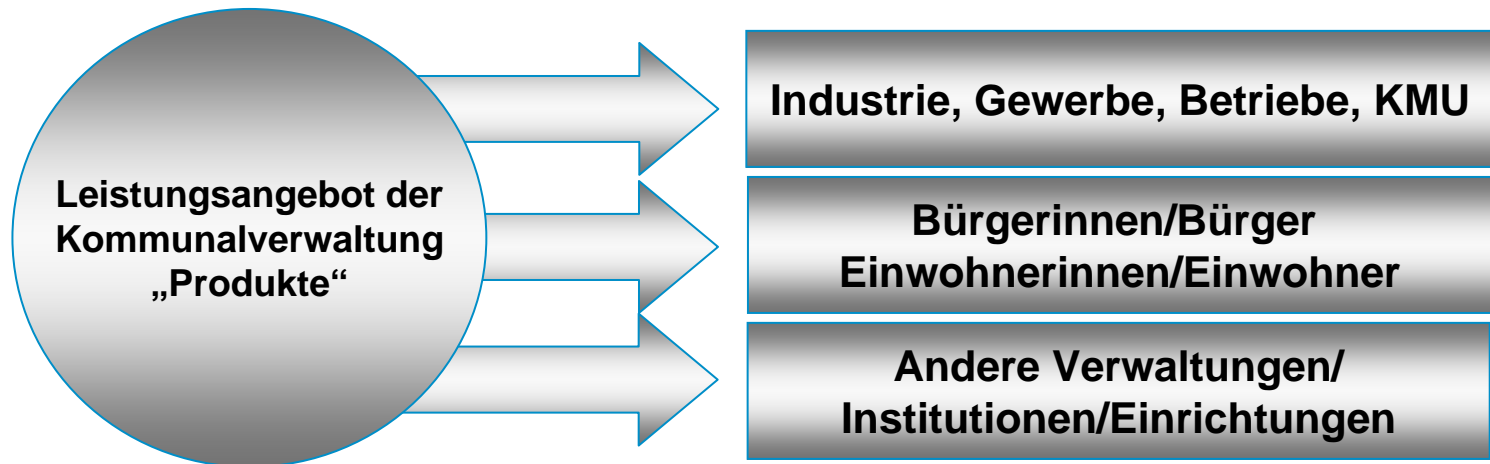 Leistungsangebot der
Kommunalverwaltung
„Produkte“
Industrie, Gewerbe, Betriebe, KMU
Bürgerinnen/Bürger
Einwohnerinnen/Einwohner
Andere Verwaltungen/
Institutionen/Einrichtungen